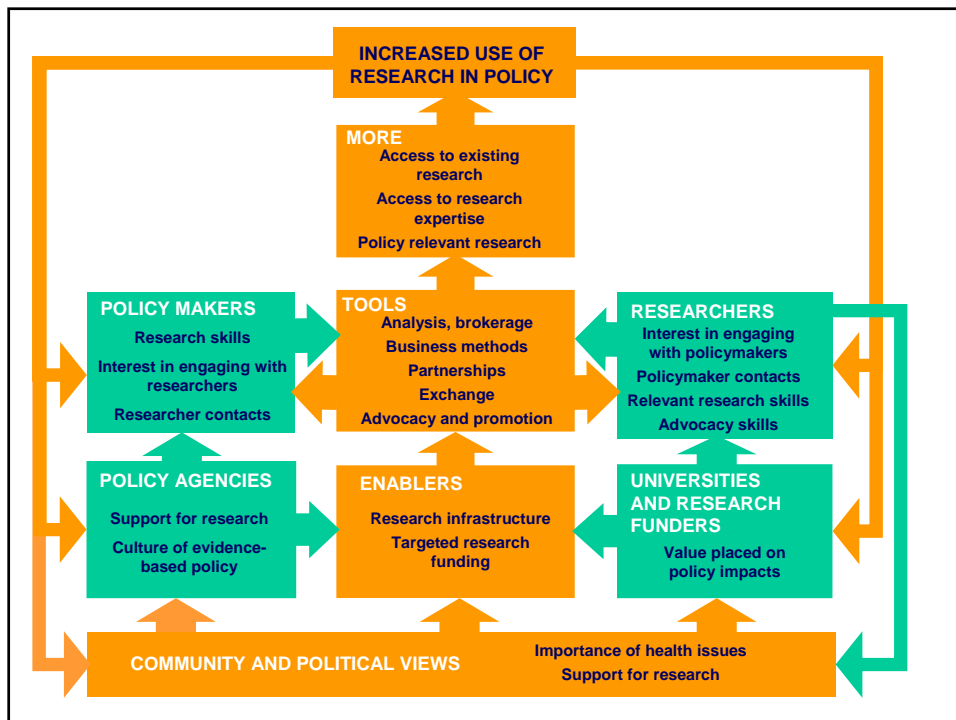 INCREASED USE OF
RESEARCH IN POLICY
MORE
Access to existing
research
Access to research
expertise
Policy relevant research
POLICY MAKERS
Research skills
Interest in engaging with
researchers
Researcher contacts
TOOLS
Analysis, brokerage
Business methods
Partnerships
Exchange
Advocacy and promotion
RESEARCHERS
Interest in engaging
with policymakers
Policymaker contacts
Relevant research skills
Advocacy skills
POLICY AGENCIES
Support for research
Culture of evidence-
based policy
ENABLERS
Research infrastructure
Targeted research
funding
UNIVERSITIES
AND RESEARCH
FUNDERS
Value placed on
policy impacts
COMMUNITY AND POLITICAL VIEWS
Importance of health issues
Support for research